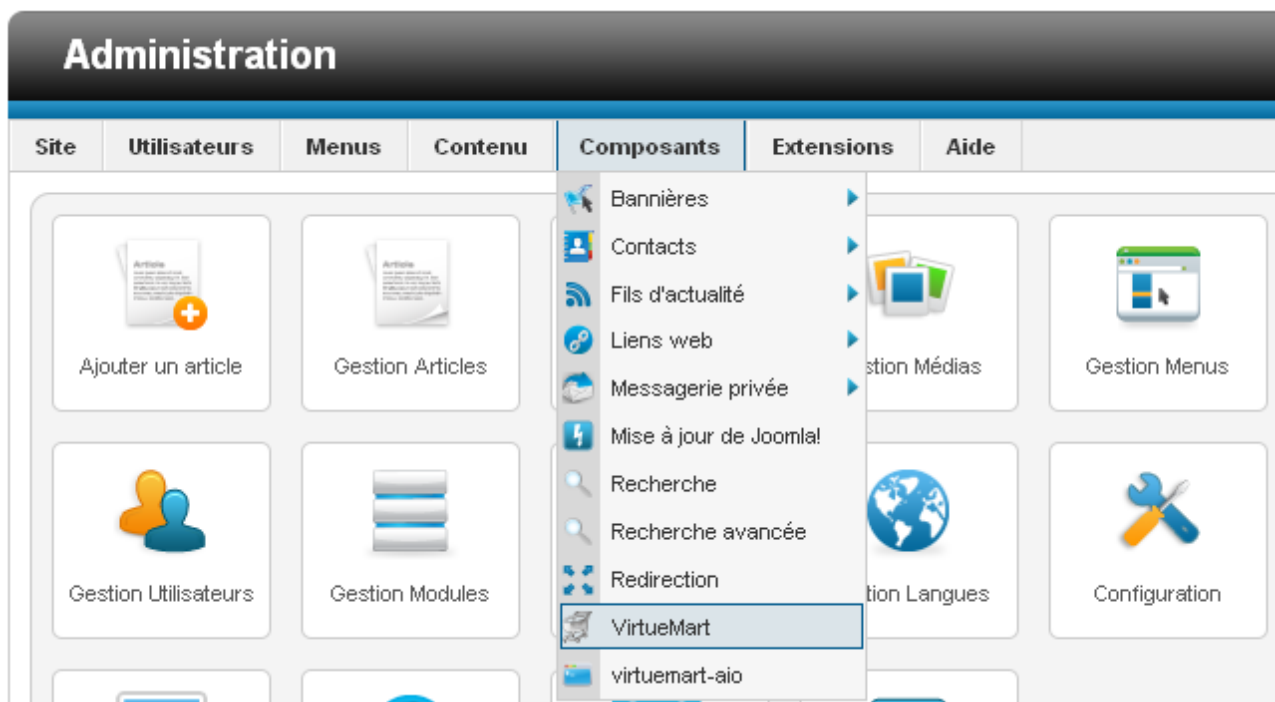 Administration
Site Utilisateurs Menus Contenu Composants Extensions Aide
Bannières
Contacts
Fils d'actualité
Liens web
Messagerie privée
Mise à jour de Joomla!
Recherche
Recherche avancée
Redirection
VirtueMart
virtuemart-aio
Article
Article
Ajouter un article
Gestion Articles
Médias
Gestion Menus
Gestion Utilisateurs
Gestion Modules
Langues
Configuration